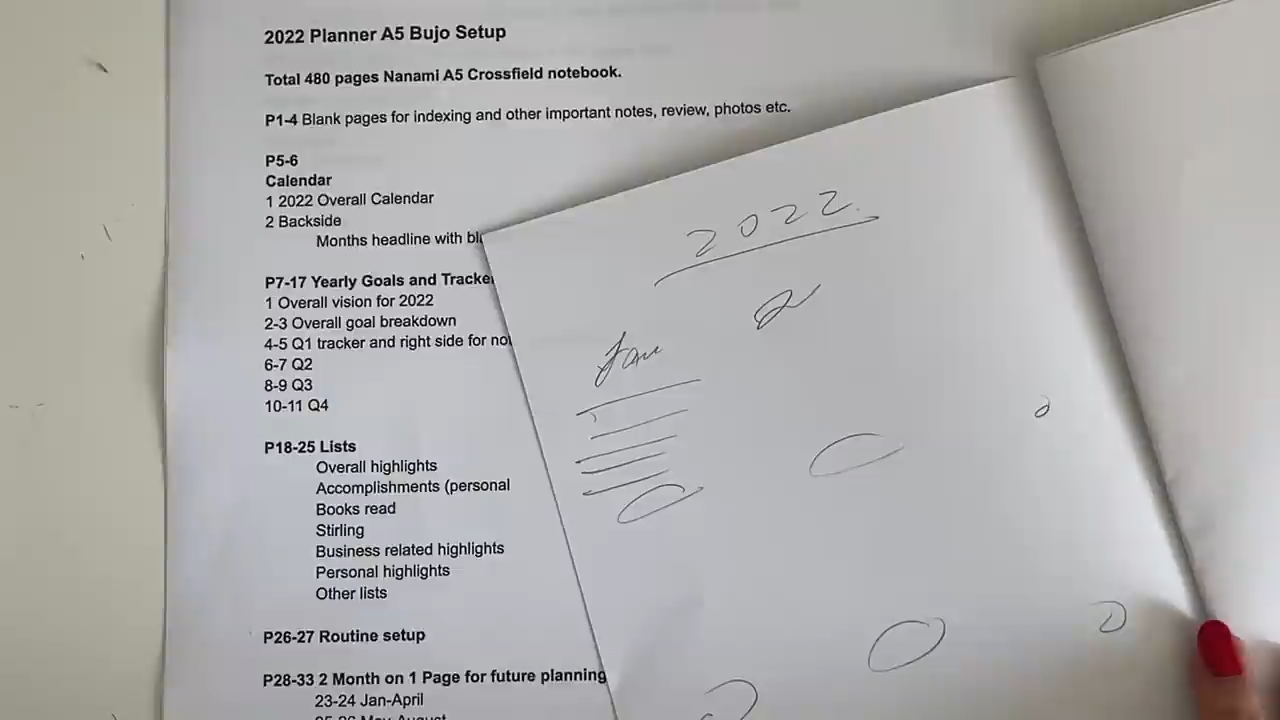 2022 Planner A5 Bujo Setup
Total 480 pages Nanami A5 Crossfield notebook.
P1-4 Blank pages for indexing and other important notes, review, photos etc.
P5-6
Calendar
1 2022 Overall Calendar
2 Backside
Months headline with
P7-17 Yearly Goals and
1 Overall vision for 2022
2-3 Overall goal breakdown
4-5 Q1 tracker and right side for
6-7 Q2
8-9 Q3
10-11 Q4
P18-25 Lists
Overall highlights
Accomplishments (personal
Books read
Stirling
Business related highlights
Personal highlights
Other lists
P26-27 Routine setup
P28-33 2 Month on 1 Page for future planning
23-24 Jan-April
2022.
Jan